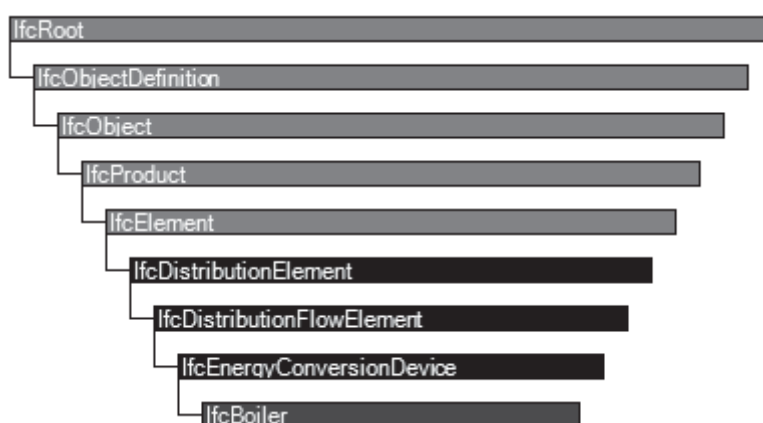 IfcRoot
IfcObjectDefinition
IfcObject
IfcProduct
IfcElement
IfcDistributionElement
IfcDistributionFlowElement
IfcEnergyConversionDevice
IfcBoiler